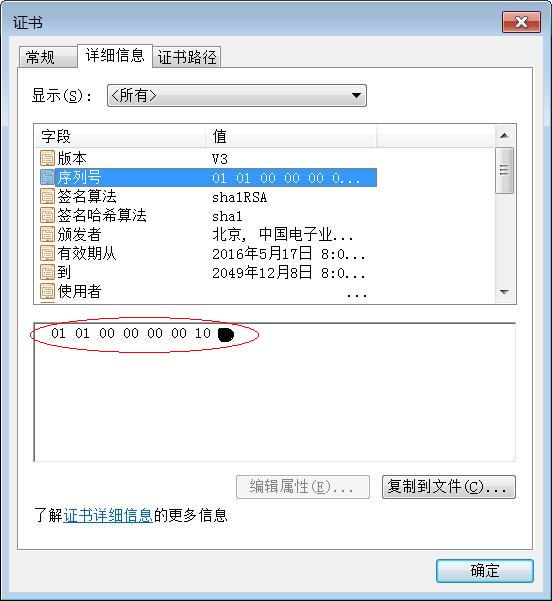 证书
常规 详细信息 证书路径
显示(S): <所有>
字段 值
版本 V3
序列号 01 01 00 00 00 0...
签名算法 sha1RSA
签名哈希算法 sha1
颁发者 北京, 中国电子业...
有效期从 2016年5月17日 8:0...
到 2049年12月8日 8:0...
使用者 ...
01 01 00 00 00 00 10
编辑属性(E)... 复制到文件(C)...
了解证书详细信息的更多信息
确定